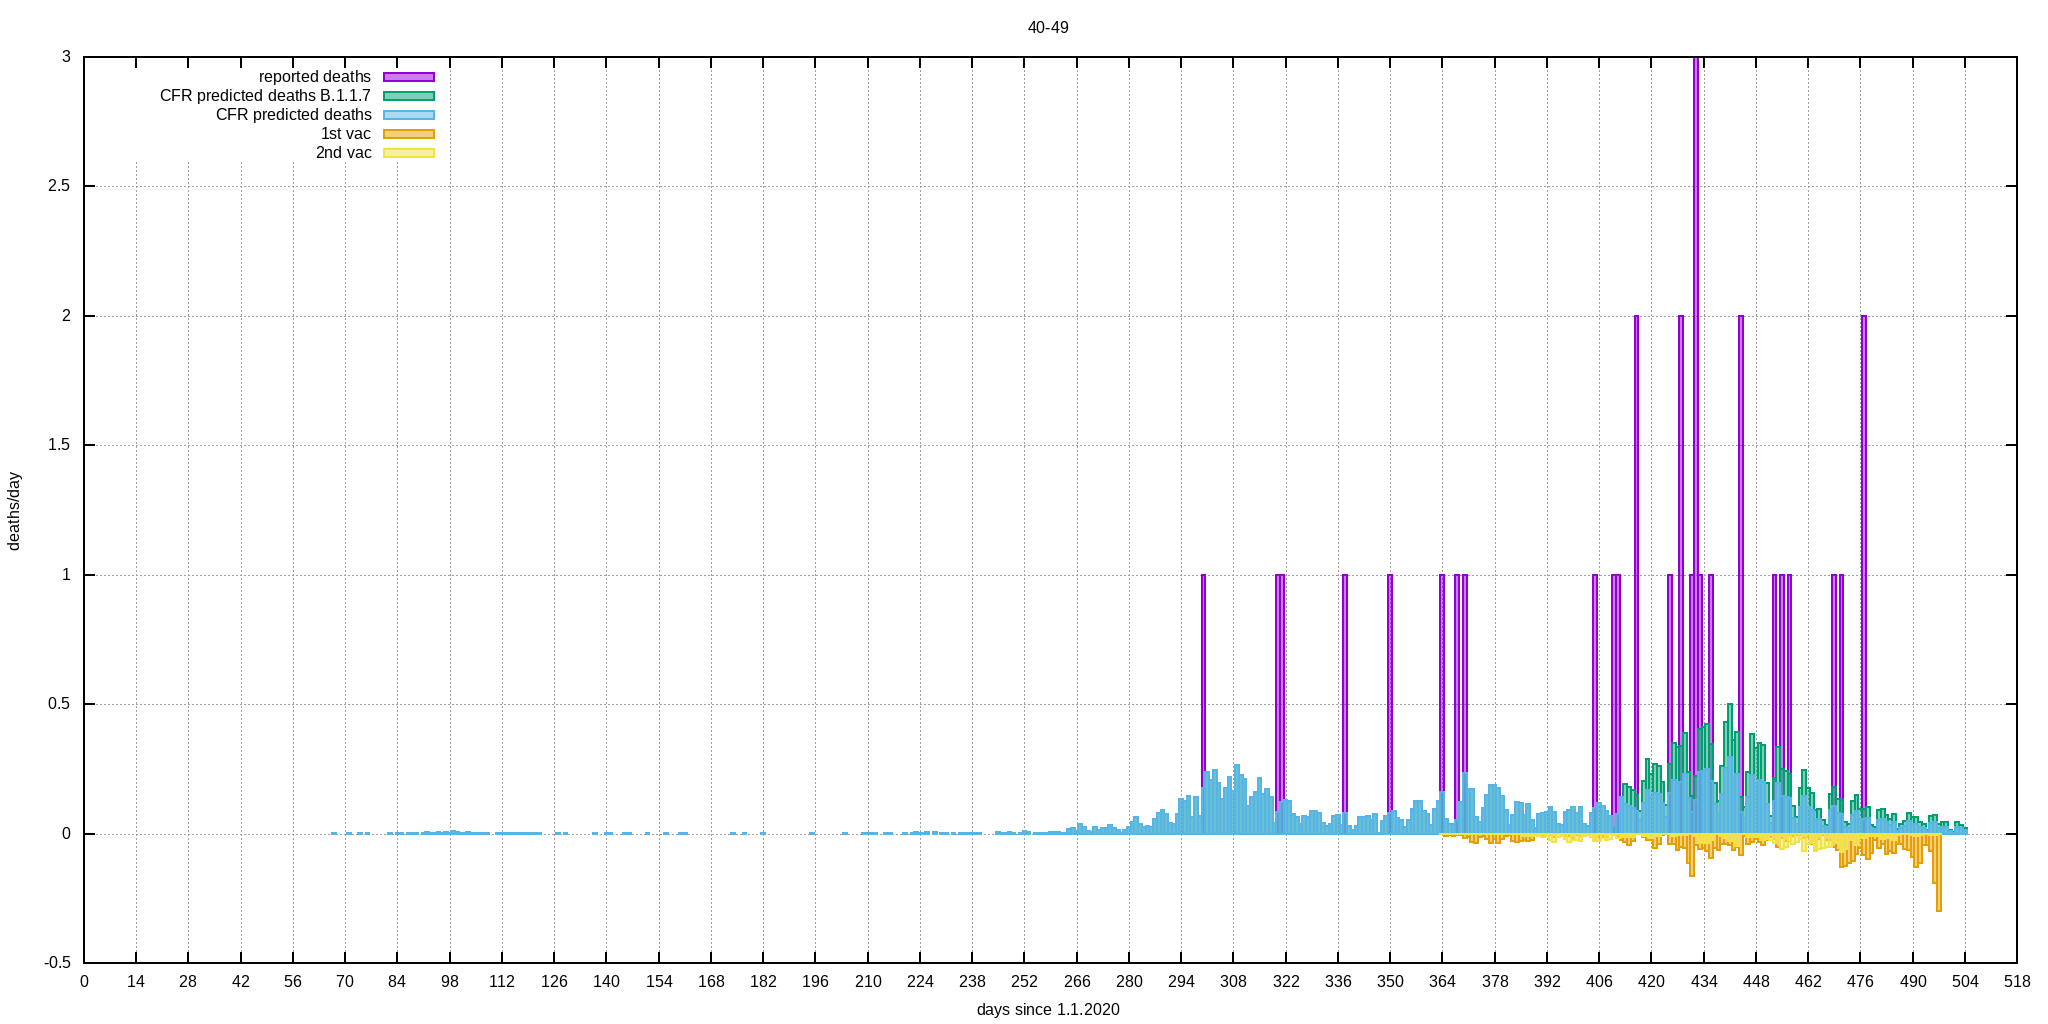 40-49
3
2.5
2
1.5
1
0.5
0
-0.5
deaths/day
reported deaths
CFR predicted deaths B.1.1.7
CFR predicted deaths
1st vac
2nd vac
0 14 28 42 56 70 84 98 112 126 140 154 168 182 196 210 224 238 252 266 280 294 308 322 336 350 364 378 392 406 420 434 448 462 476 490 504 518
days since 1.1.2020